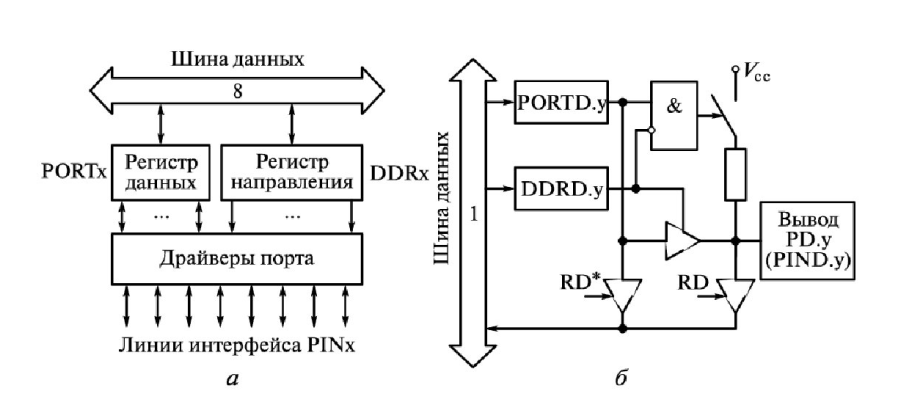 Шина данных
8
PORTx
Регистр
данных
Регистр
направления
DDRx
...
...
Драйверы порта
Линии интерфейса PINx
а
Шина данных
1
PORTD.y
&
Vcc
DDRD.y
Вывод
PD.y
(PIND.y)
RD*
RD
б